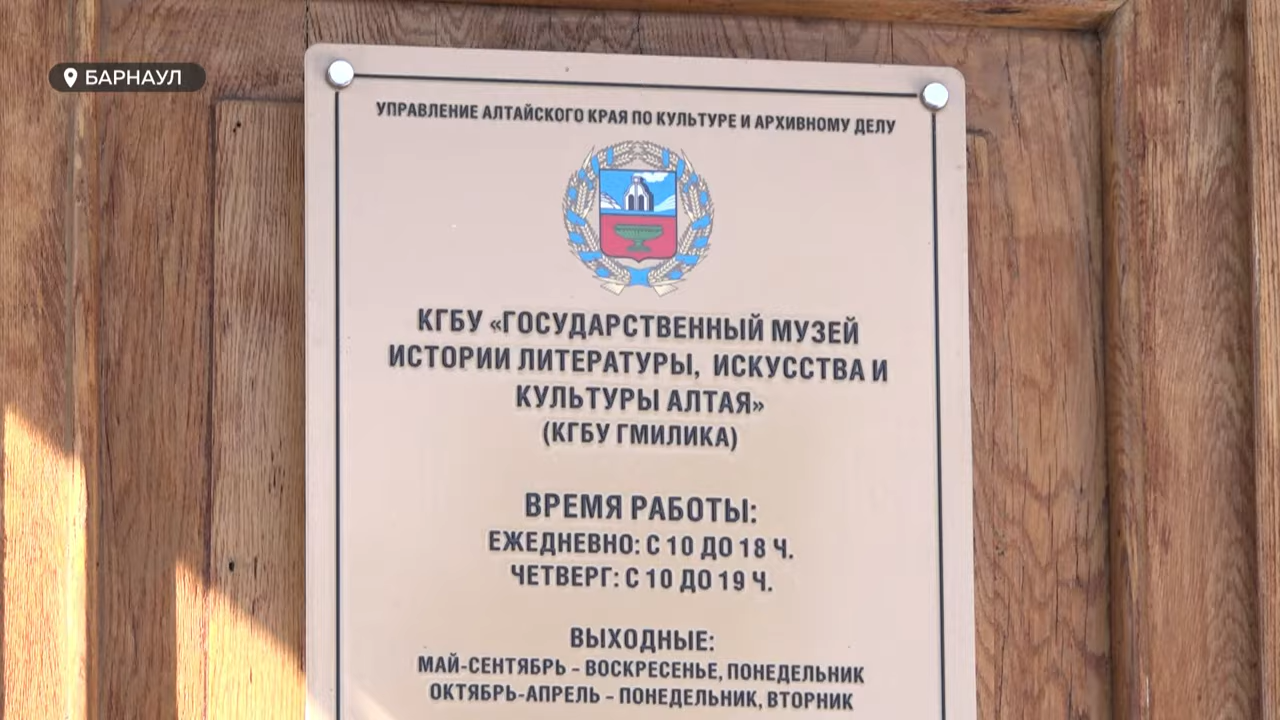 БАРНАУЛ
УПРАВЛЕНИЕ АЛТАЙСКОГО КРАЯ ПО КУЛЬТУРЕ И АРХИВНОМУ ДЕЛУ
КГБУ «ГОСУДАРСТВЕННЫЙ МУЗЕЙ
ИСТОРИИ ЛИТЕРАТУРЫ, ИСКУССТВА И
КУЛЬТУРЫ АЛТАЯ»
(КГБУ ГМИЛИКА)
ВРЕМЯ РАБОТЫ:
ЕЖЕДНЕВНО: С 10 ДО 18 Ч.
ЧЕТВЕРГ: С 10 ДО 19 Ч.
ВЫХОДНЫЕ:
МАЙ-СЕНТЯБРЬ – ВОСКРЕСЕНЬЕ, ПОНЕДЕЛЬНИК
ОКТЯБРЬ-АПРЕЛЬ – ПОНЕДЕЛЬНИК, ВТОРНИК